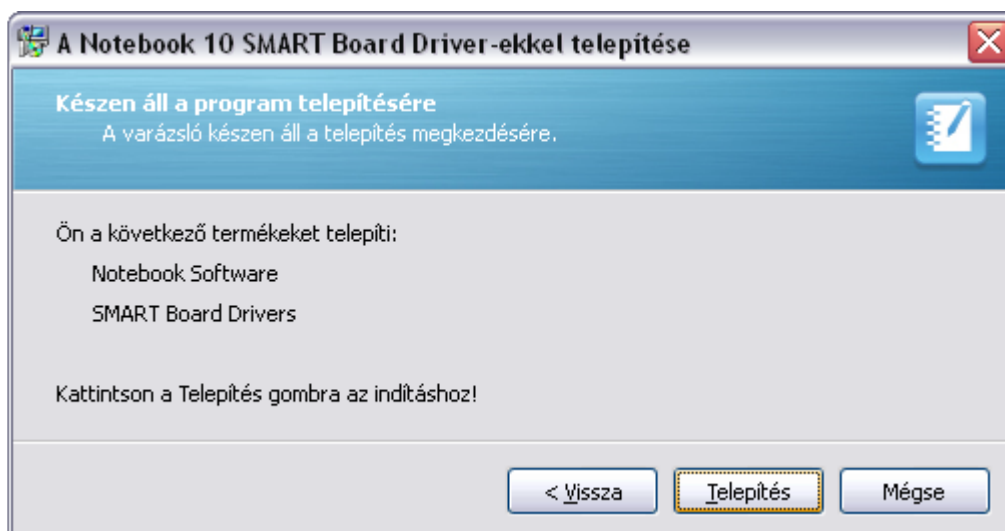 A Notebook 10 SMART Board Driver-ekkel telepítése
Készen áll a program telepítésére
A varázsló készen áll a telepítés megkezdésére.
Ön a következő termékeket telepíti:
Notebook Software
SMART Board Drivers
Kattintson a Telepítés gombra az indításhoz!
< Vissza Telepítés Mégse